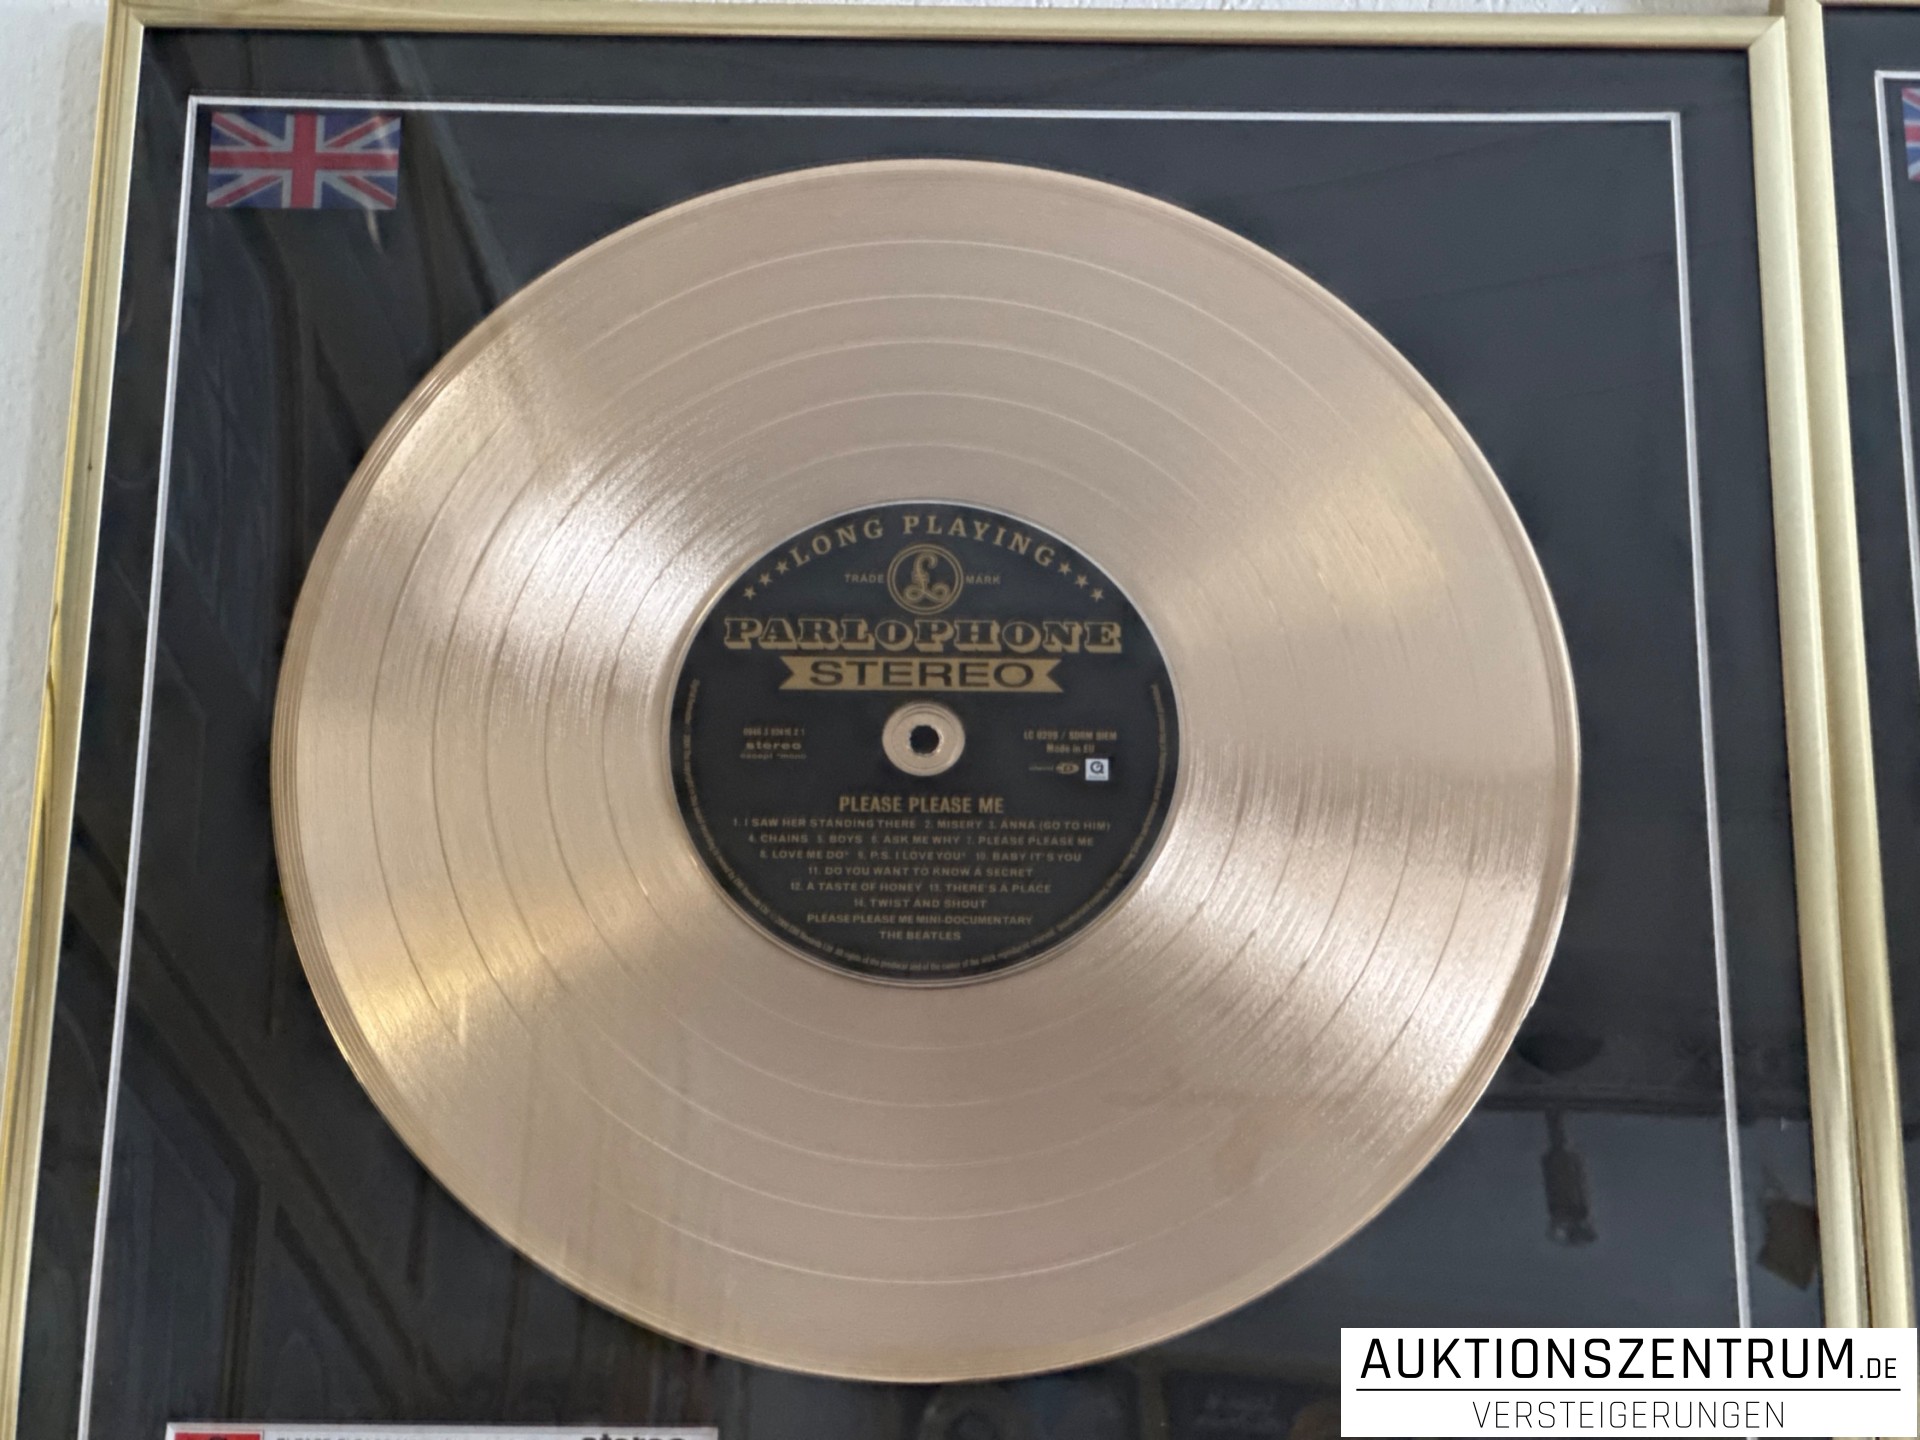 LONG PLAYING
TRADE MARK
PARLOPHONE
STEREO
stereo
LC 0299 / SDRM BIEM
Made in EU
PLEASE PLEASE ME
1. I SAW HER STANDING THERE 2. MISERY 3. ANNA (GO TO HIM)
4. CHAINS 5. BOYS 6. ASK ME WHY 7. PLEASE PLEASE ME
8. LOVE ME DO* 9. P.S. I LOVE YOU* 10. BABY IT'S YOU
11. DO YOU WANT TO KNOW A SECRET
12. A TASTE OF HONEY 13. THERE'S A PLACE
14. TWIST AND SHOUT
PLEASE PLEASE ME MINI-DOCUMENTARY
THE BEATLES
AUKTIONSZENTRUM.DE
VERSTEIGERUNGEN